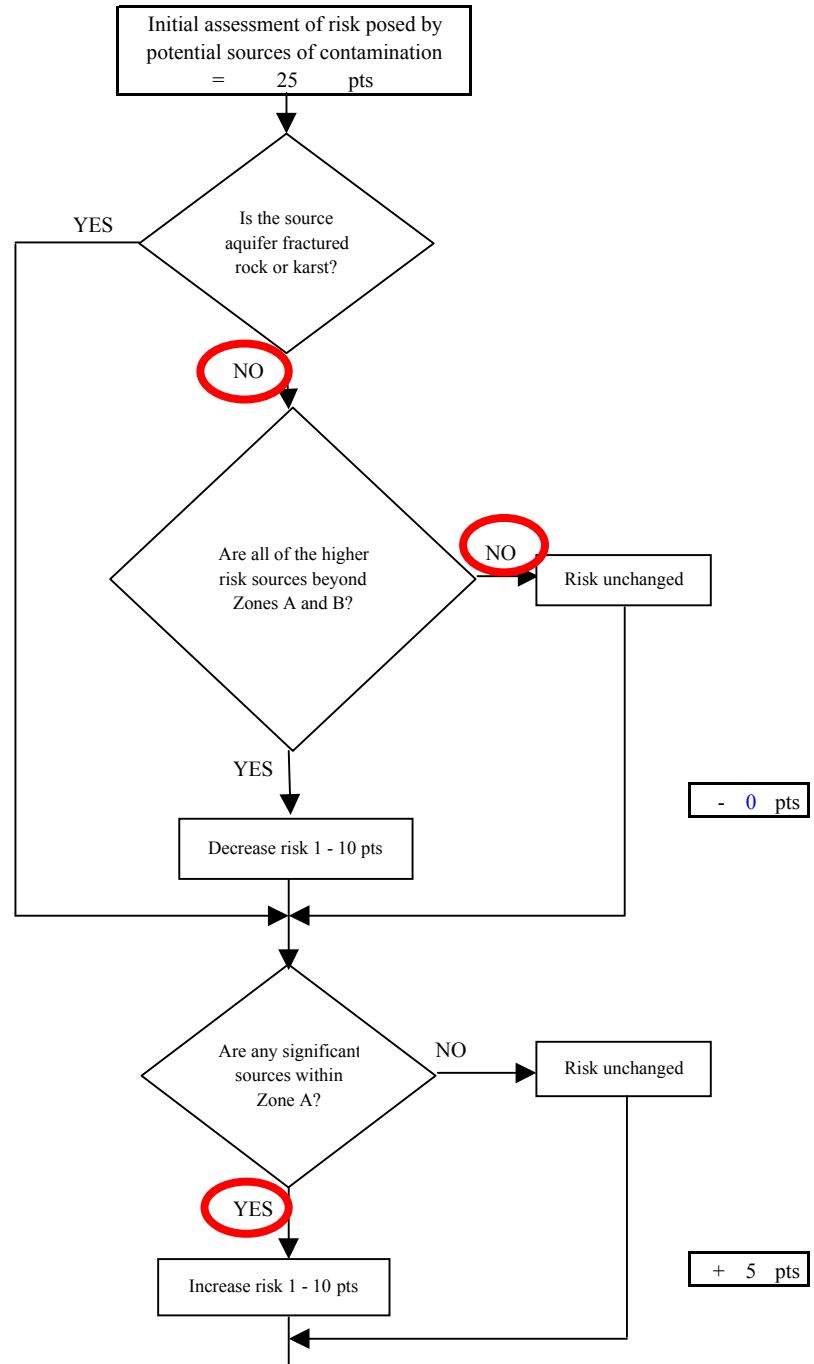 Initial assessment of risk posed by
potential sources of contamination
= 25 pts
YES
Is the source
aquifer fractured
rock or karst?
NO
Are all of the higher
risk sources beyond
Zones A and B?
NO
Risk unchanged
YES
- 0 pts
Decrease risk 1 - 10 pts
Are any significant
sources within
Zone A?
NO
Risk unchanged
YES
+ 5 pts
Increase risk 1 - 10 pts